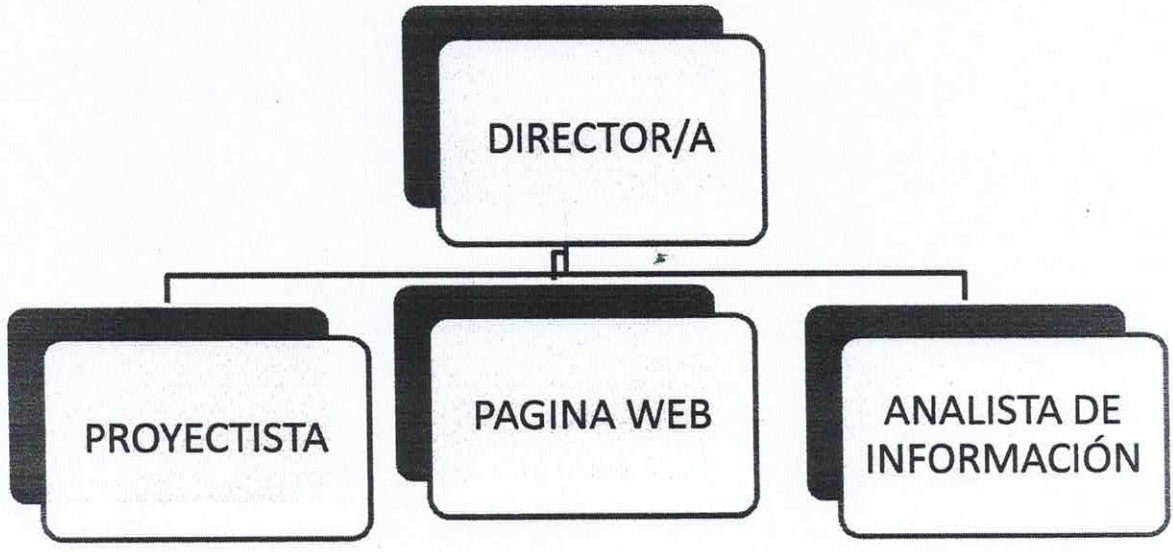 DIRECTOR/A
PROYECTISTA
PAGINA WEB
ANALISTA DE
INFORMACIÓN